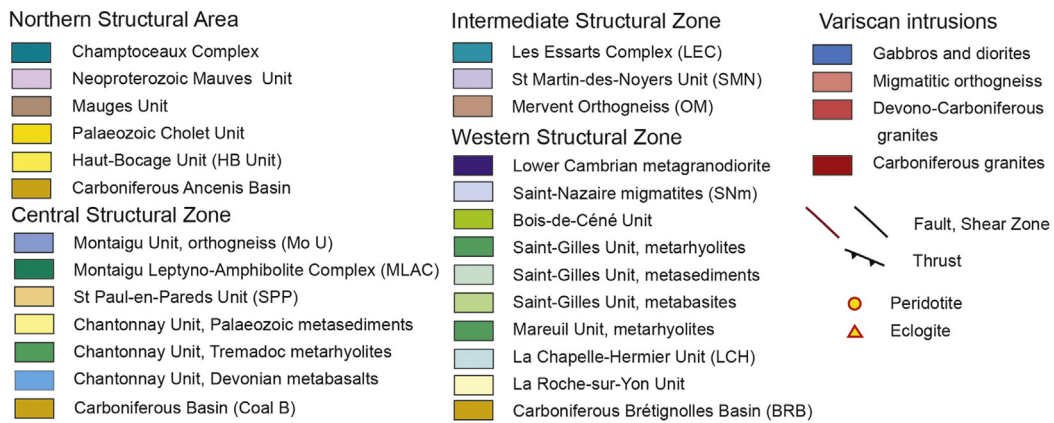 Northern Structural Area
Champtoceaux Complex
Neoproterozoic Mauves Unit
Mauges Unit
Palaeozoic Cholet Unit
Haut-Bocage Unit (HB Unit)
Carboniferous Ancenis Basin
Central Structural Zone
Montaigu Unit, orthogneiss (Mo U)
Montaigu Leptyno-Amphibolite Complex (MLAC)
St Paul-en-Pareds Unit (SPP)
Chantonnay Unit, Palaeozoic metasediments
Chantonnay Unit, Tremadoc metarhyolites
Chantonnay Unit, Devonian metabasalts
Carboniferous Basin (Coal B)
Intermediate Structural Zone
Les Essarts Complex (LEC)
St Martin-des-Noyers Unit (SMN)
Mervent Orthogneiss (OM)
Western Structural Zone
Lower Cambrian metagranodiorite
Saint-Nazaire migmatites (SNm)
Bois-de-Céné Unit
Saint-Gilles Unit, metarhyolites
Saint-Gilles Unit, metasediments
Saint-Gilles Unit, metabasites
Mareuil Unit, metarhyolites
La Chapelle-Hermier Unit (LCH)
La Roche-sur-Yon Unit
Carboniferous Brétignolles Basin (BRB)
Variscan intrusions
Gabbros and diorites
Migmatitic orthogneiss
Devono-Carboniferous
granites
Carboniferous granites
Fault, Shear Zone
Thrust
Peridotite
Eclogite